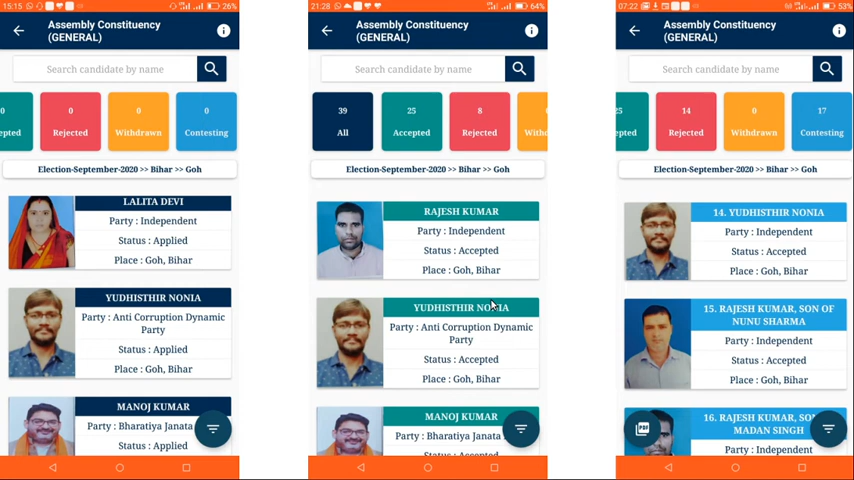 15:15
26%
Assembly Constituency
(GENERAL)
Search candidate by name
0
epted
0
Rejected
0
Withdrawn
0
Contesting
Election-September-2020 >> Bihar >> Goh
LALITA DEVI
Party : Independent
Status : Applied
Place : Goh, Bihar
YUDHISTHIR NONIA
Party : Anti Corruption Dynamic
Party
Status : Applied
Place : Goh, Bihar
MANOJ KUMAR
Party : Bharatiya Janata
Status : Applied
21:28
64%
Assembly Constituency
(GENERAL)
Search candidate by name
39
All
25
Accepted
8
Rejected
Withd
Election-September-2020 >> Bihar >> Goh
RAJESH KUMAR
Party : Independent
Status : Accepted
Place : Goh, Bihar
YUDHISTHIR NONIA
Party : Anti Corruption Dynamic
Party
Status : Accepted
Place : Goh, Bihar
MANOJ KUMAR
Party : Bharatiya Janata
Status : Accepted
07:22
53%
Assembly Constituency
(GENERAL)
Search candidate by name
25
epted
14
Rejected
0
Withdrawn
17
Contesting
Election-September-2020 >> Bihar >> Goh
14. YUDHISTHIR NONIA
Party : Independent
Status : Accepted
Place : Goh, Bihar
15. RAJESH KUMAR, SON OF
NUNU SHARMA
Party : Independent
Status : Accepted
Place : Goh, Bihar
16. RAJESH KUMAR, SO
MADAN SINGH
Party : Independent
PDF